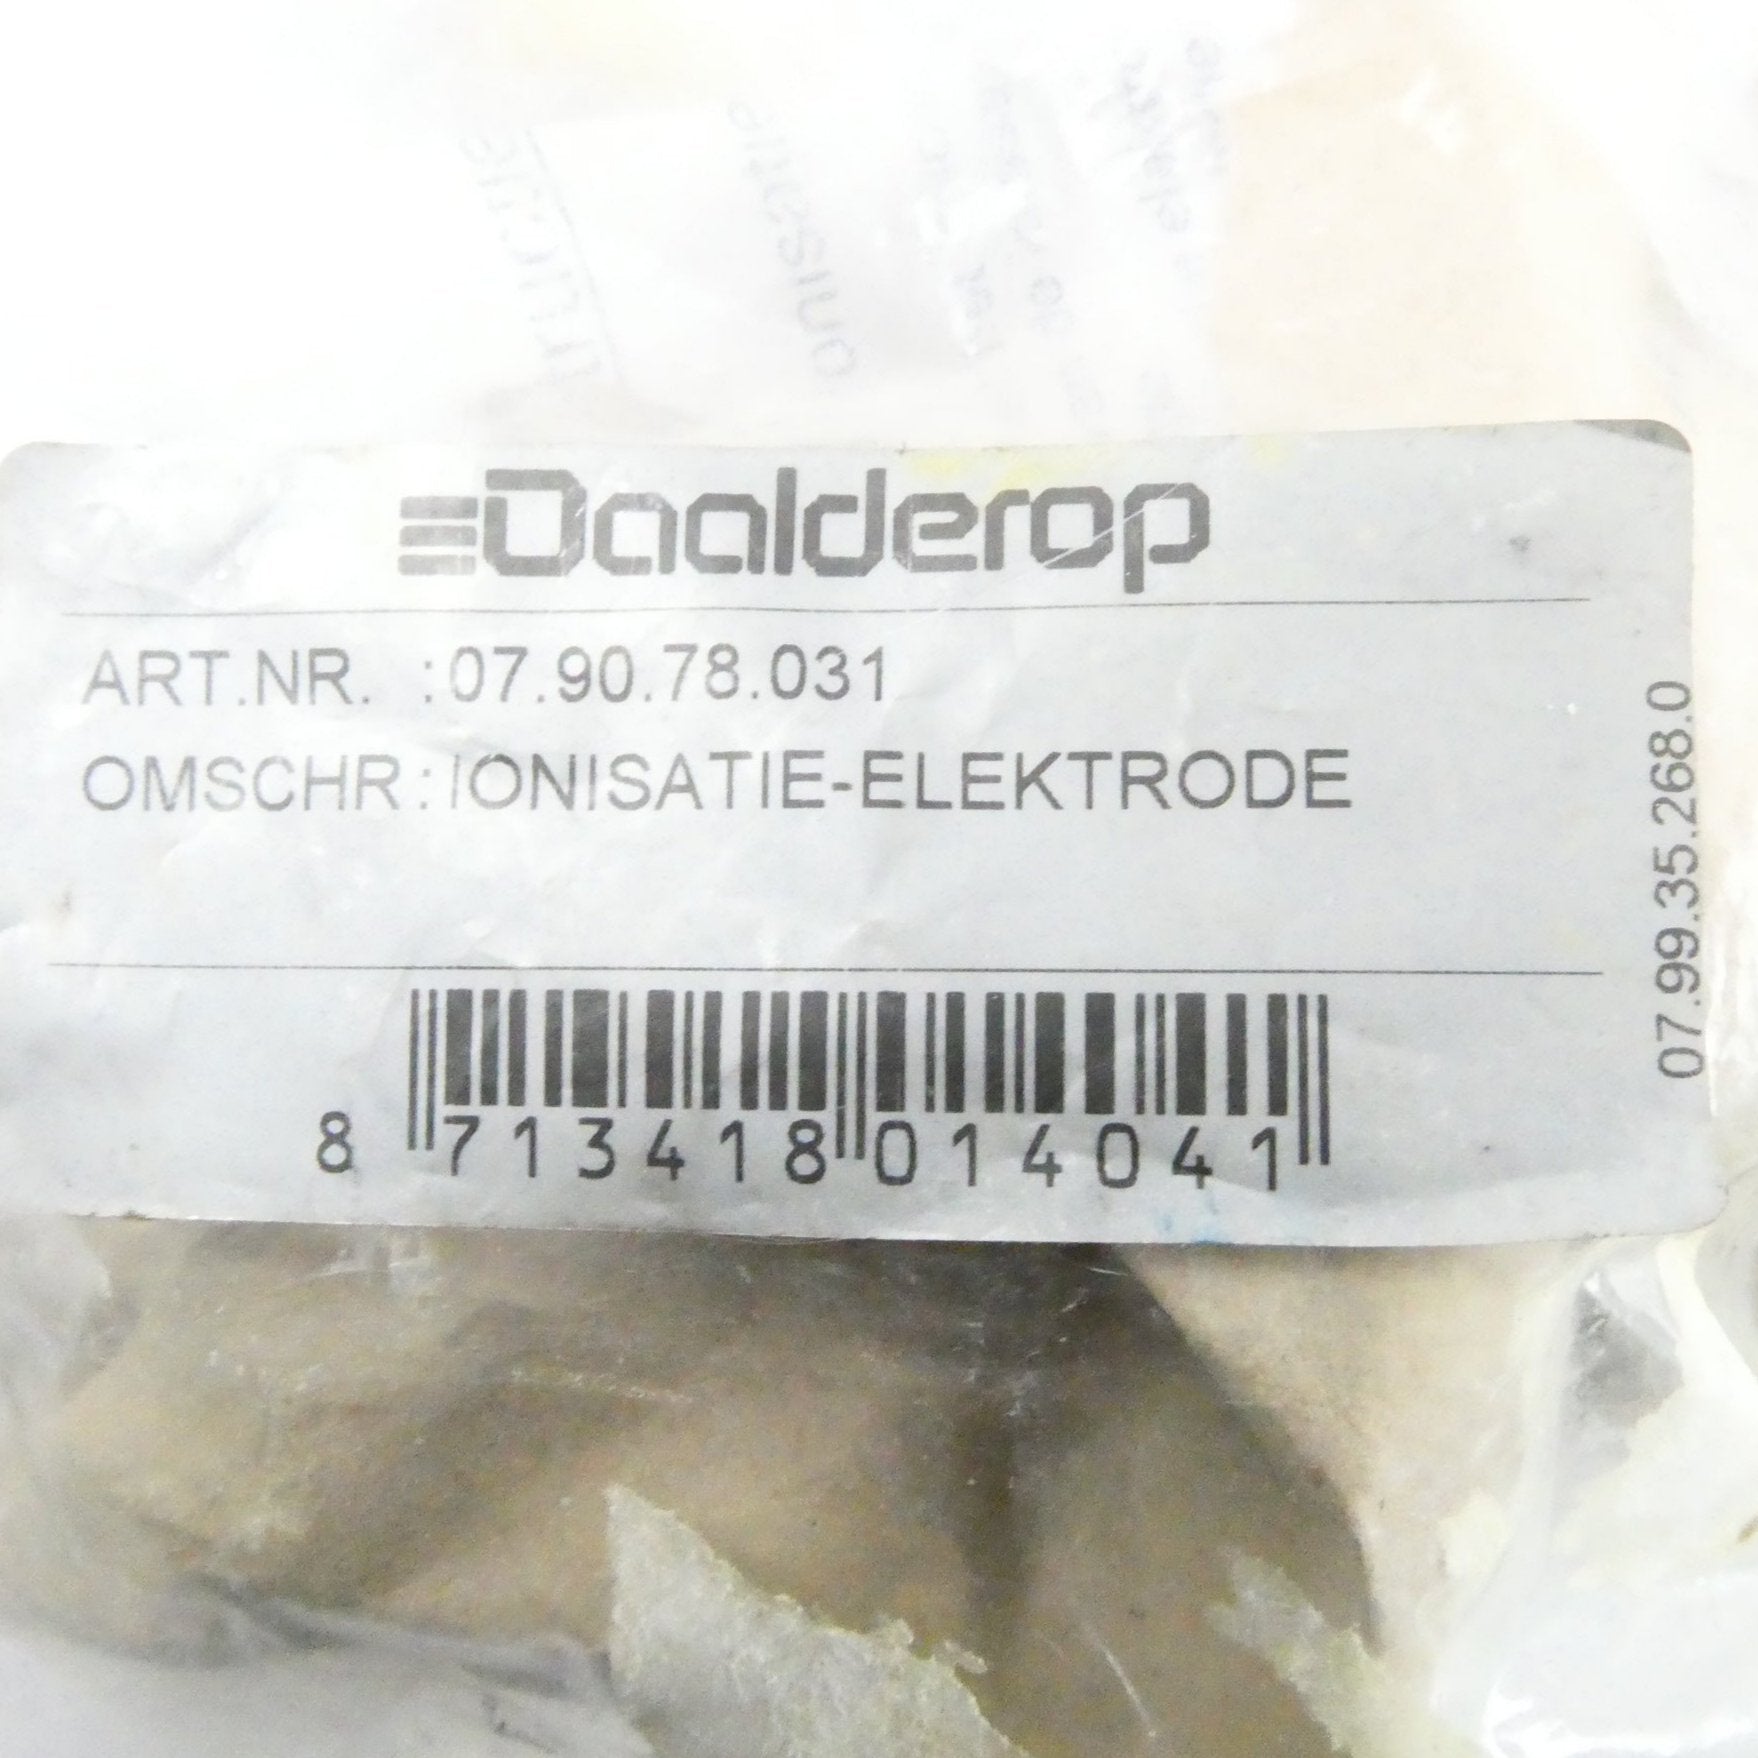 Daalderop
ART.NR. :07.90.78.031
OMSCHR:IONISATIE-ELEKTRODE
07.99.35.268.0
8 713418 014041